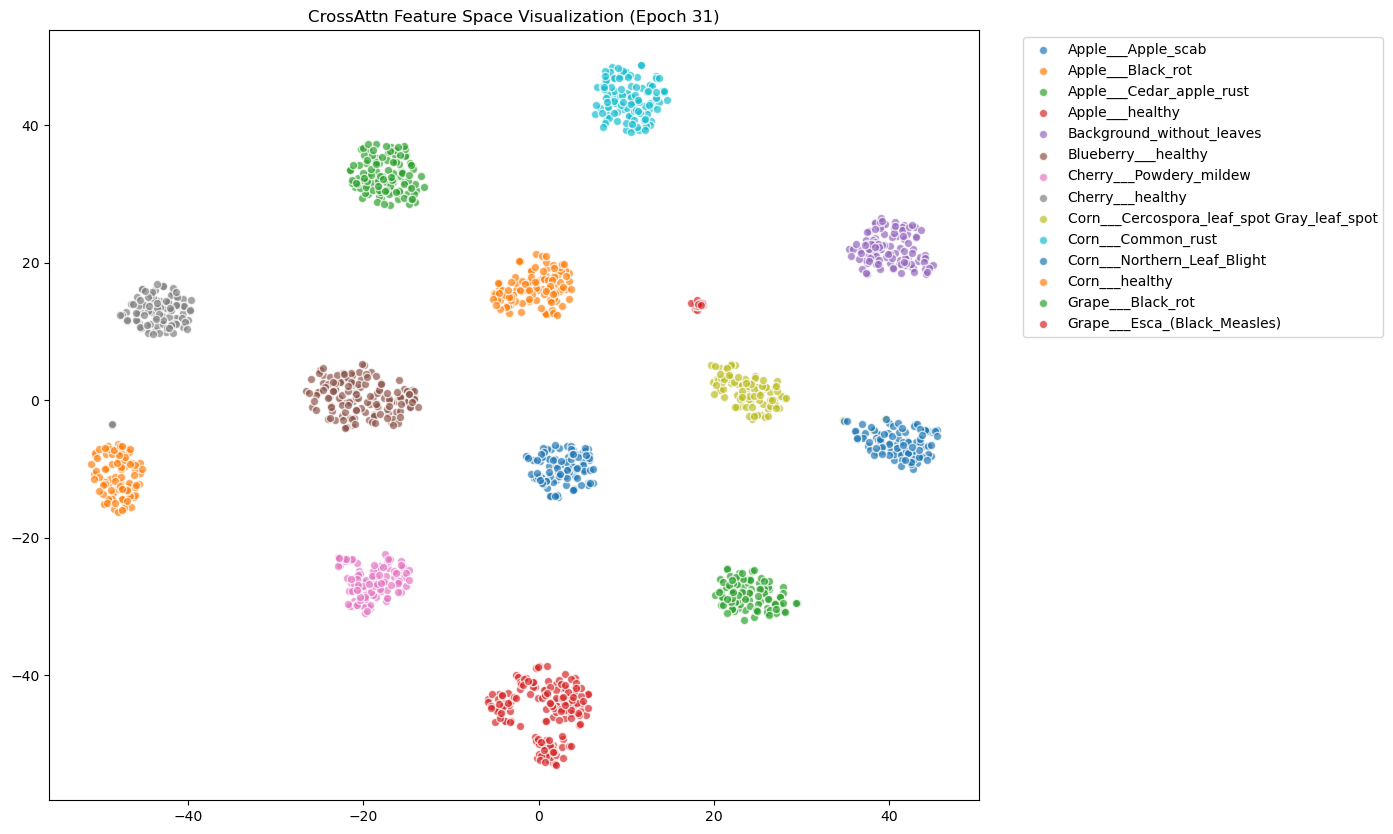 CrossAttn Feature Space Visualization (Epoch 31)
Apple___Apple_scab
Apple___Black_rot
Apple___Cedar_apple_rust
Apple___healthy
Background_without_leaves
Blueberry___healthy
Cherry___Powdery_mildew
Cherry___healthy
Corn___Cercospora_leaf_spot Gray_leaf_spot
Corn___Common_rust
Corn___Northern_Leaf_Blight
Corn___healthy
Grape___Black_rot
Grape___Esca_(Black_Measles)
40
20
0
−20
−40
−40
−20
0
20
40